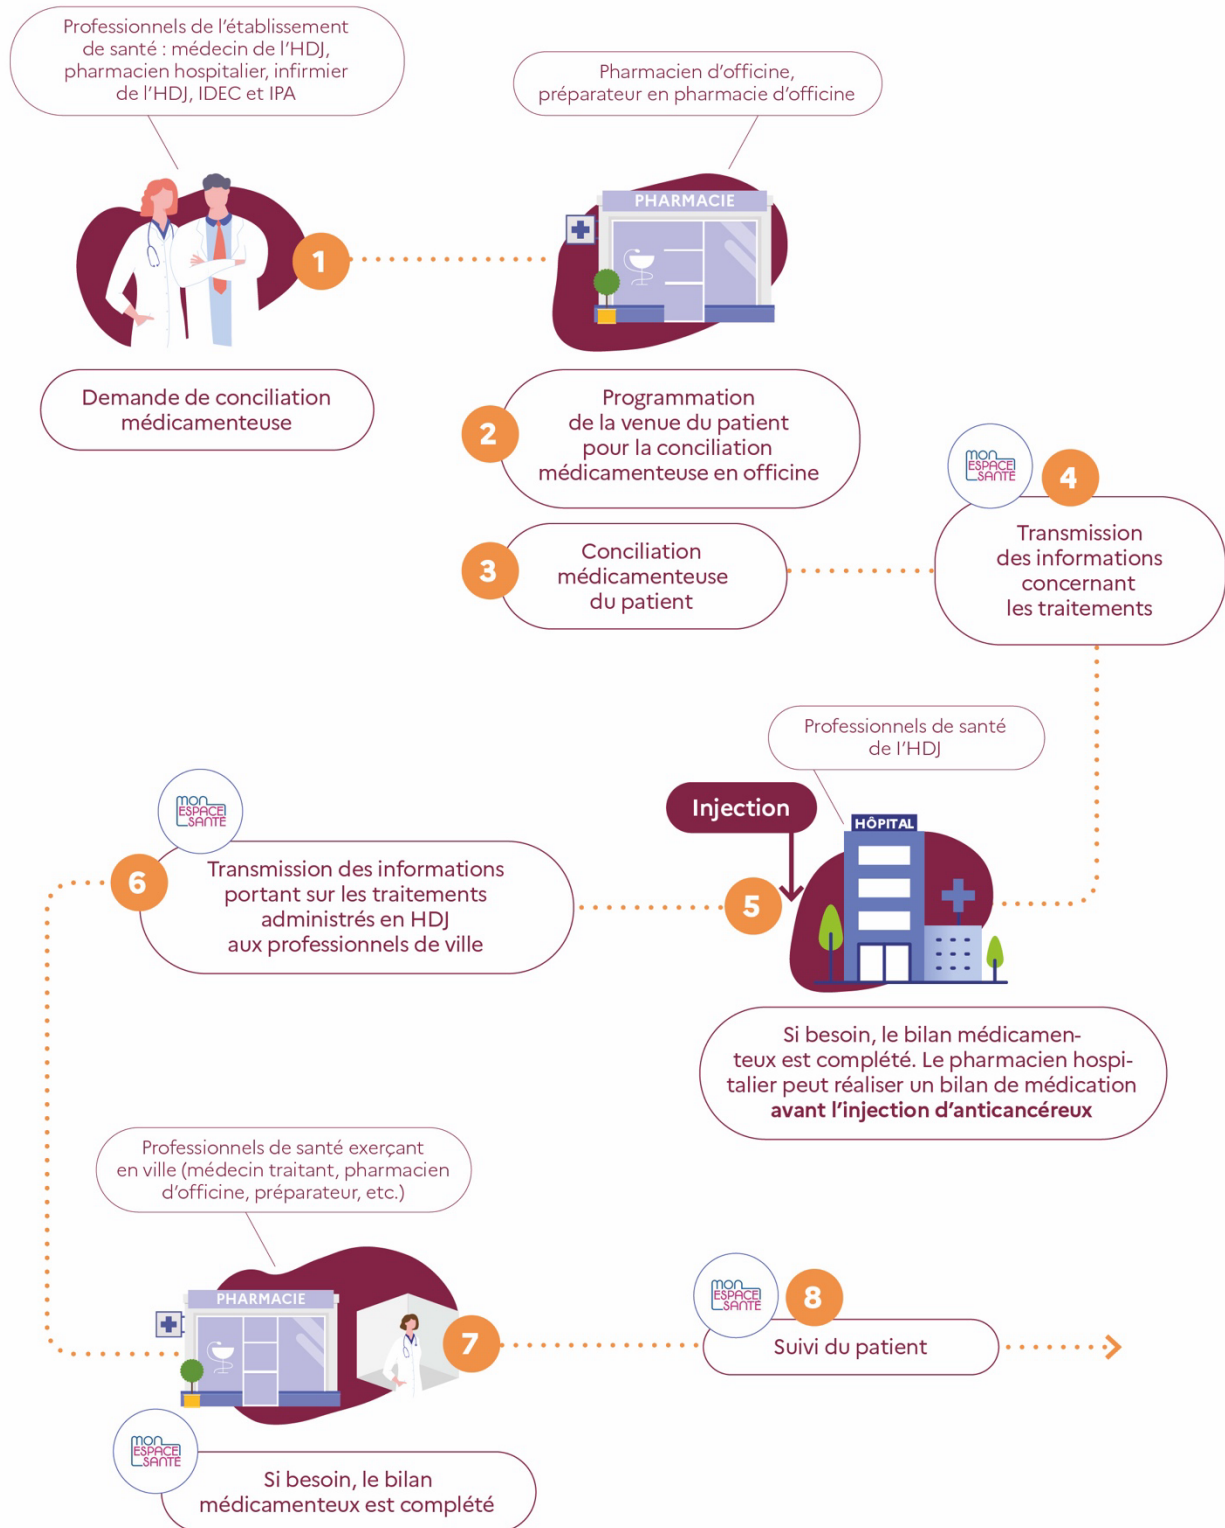 Professionnels de l’établissement
de santé : médecin de l’HDJ,
pharmacien hospitalier, infirmier
de l’HDJ, IDEC et IPA
Pharmacien d’officine,
préparateur en pharmacie d’officine
PHARMACIE
1
Demande de conciliation
médicamenteuse
2
Programmation
de la venue du patient
pour la conciliation
médicamenteuse en officine
3
Conciliation
médicamenteuse
du patient
mon
ESPACE
SANTÉ
4
Transmission
des informations
concernant
les traitements
Professionnels de santé
de l’HDJ
Injection
HÔPITAL
5
Si besoin, le bilan médicamen-
teux est complété. Le pharmacien hospi-
talier peut réaliser un bilan de médication
avant l’injection d’anticancéreux
mon
ESPACE
SANTÉ
6
Transmission des informations
portant sur les traitements
administrés en HDJ
aux professionnels de ville
Professionnels de santé exerçant
en ville (médecin traitant, pharmacien
d’officine, préparateur, etc.)
PHARMACIE
7
mon
ESPACE
SANTÉ
Si besoin, le bilan
médicamenteux est complété
mon
ESPACE
SANTÉ
8
Suivi du patient